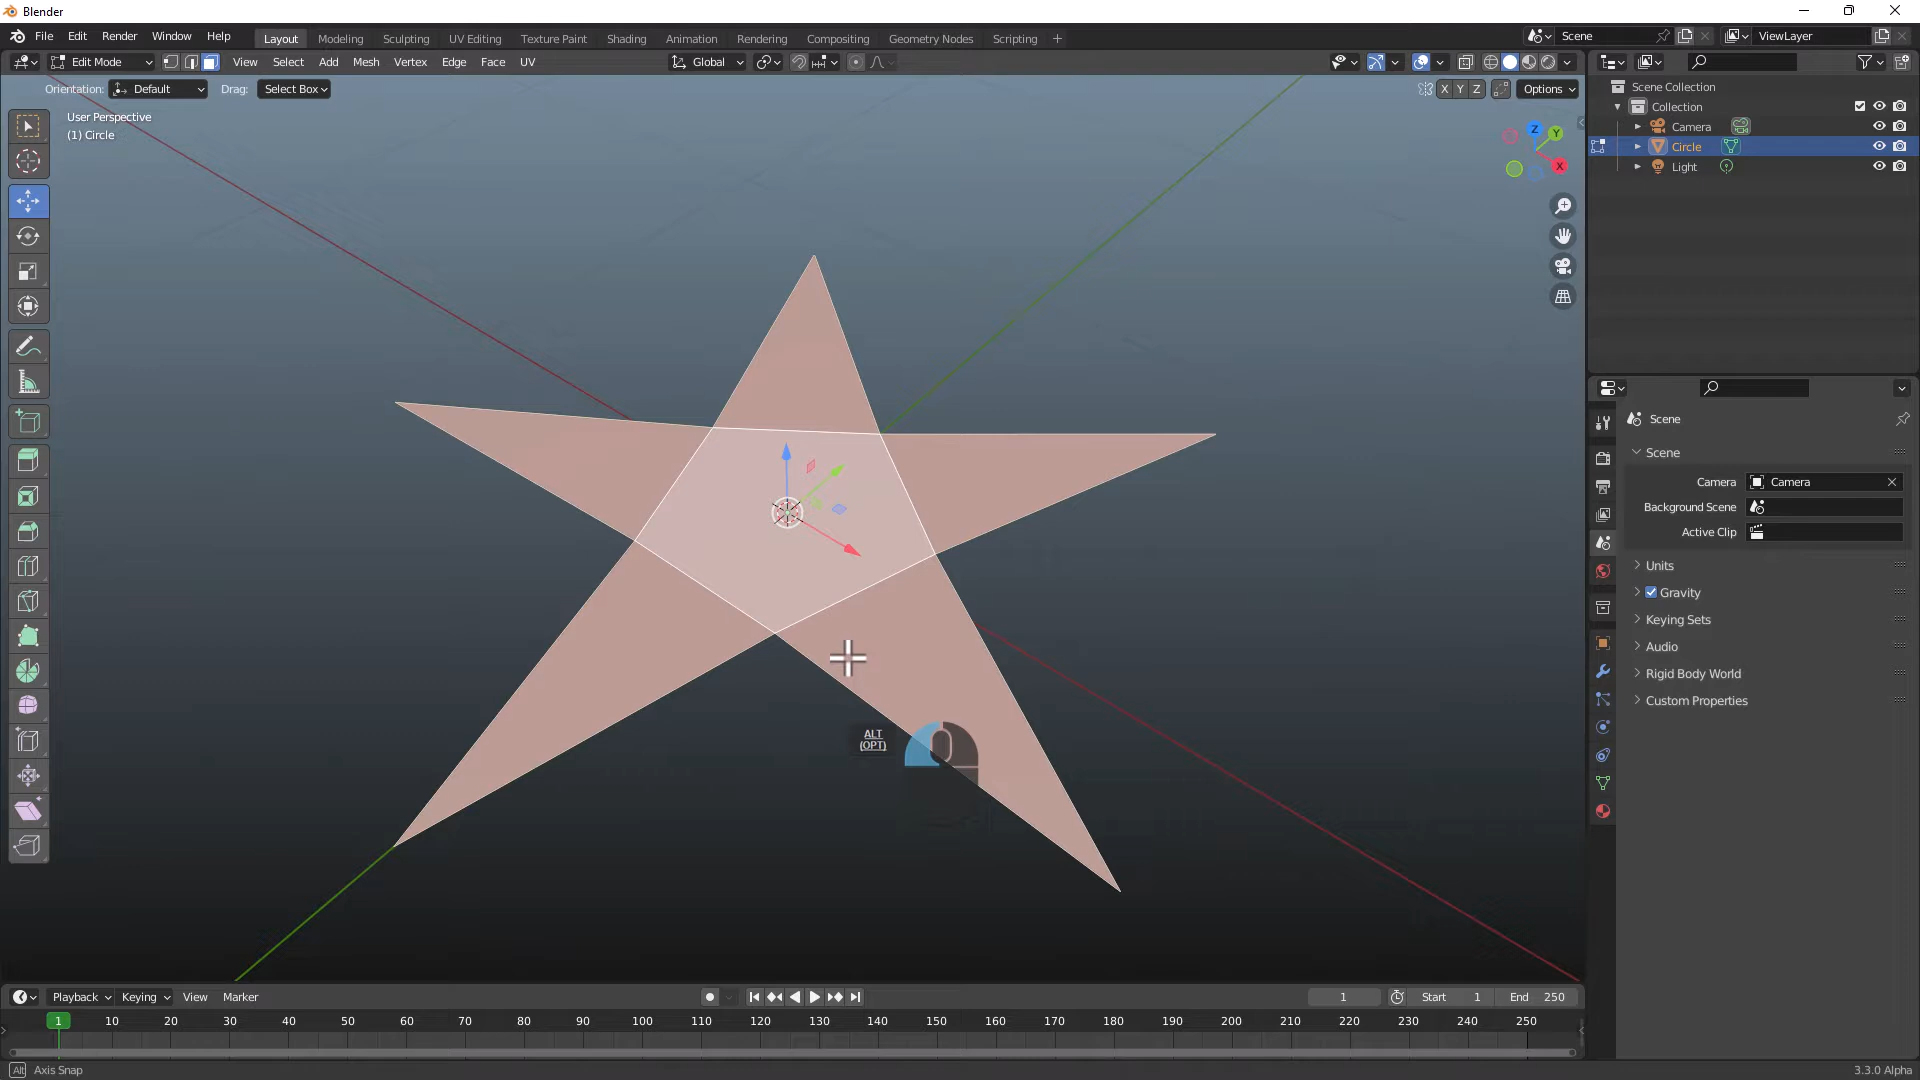 Blender
File Edit Render Window Help
Layout Modeling Sculpting UV Editing Texture Paint Shading Animation Rendering Compositing Geometry Nodes Scripting +
Scene
ViewLayer
Edit Mode
View Select Add Mesh Vertex Edge Face UV
Global
Orientation: Default Drag: Select Box
X Y Z Options
User Perspective
(1) Circle
Z
Y
X
ALT
(OPT)
Scene Collection
Collection
Camera
Circle
Light
Scene
Scene
Camera Camera
Background Scene
Active Clip
Units
Gravity
Keying Sets
Audio
Rigid Body World
Custom Properties
Playback Keying View Marker
1 Start 1 End 250
1 10 20 30 40 50 60 70 80 90 100 110 120 130 140 150 160 170 180 190 200 210 220 230 240 250
Alt Axis Snap
3.3.0 Alpha